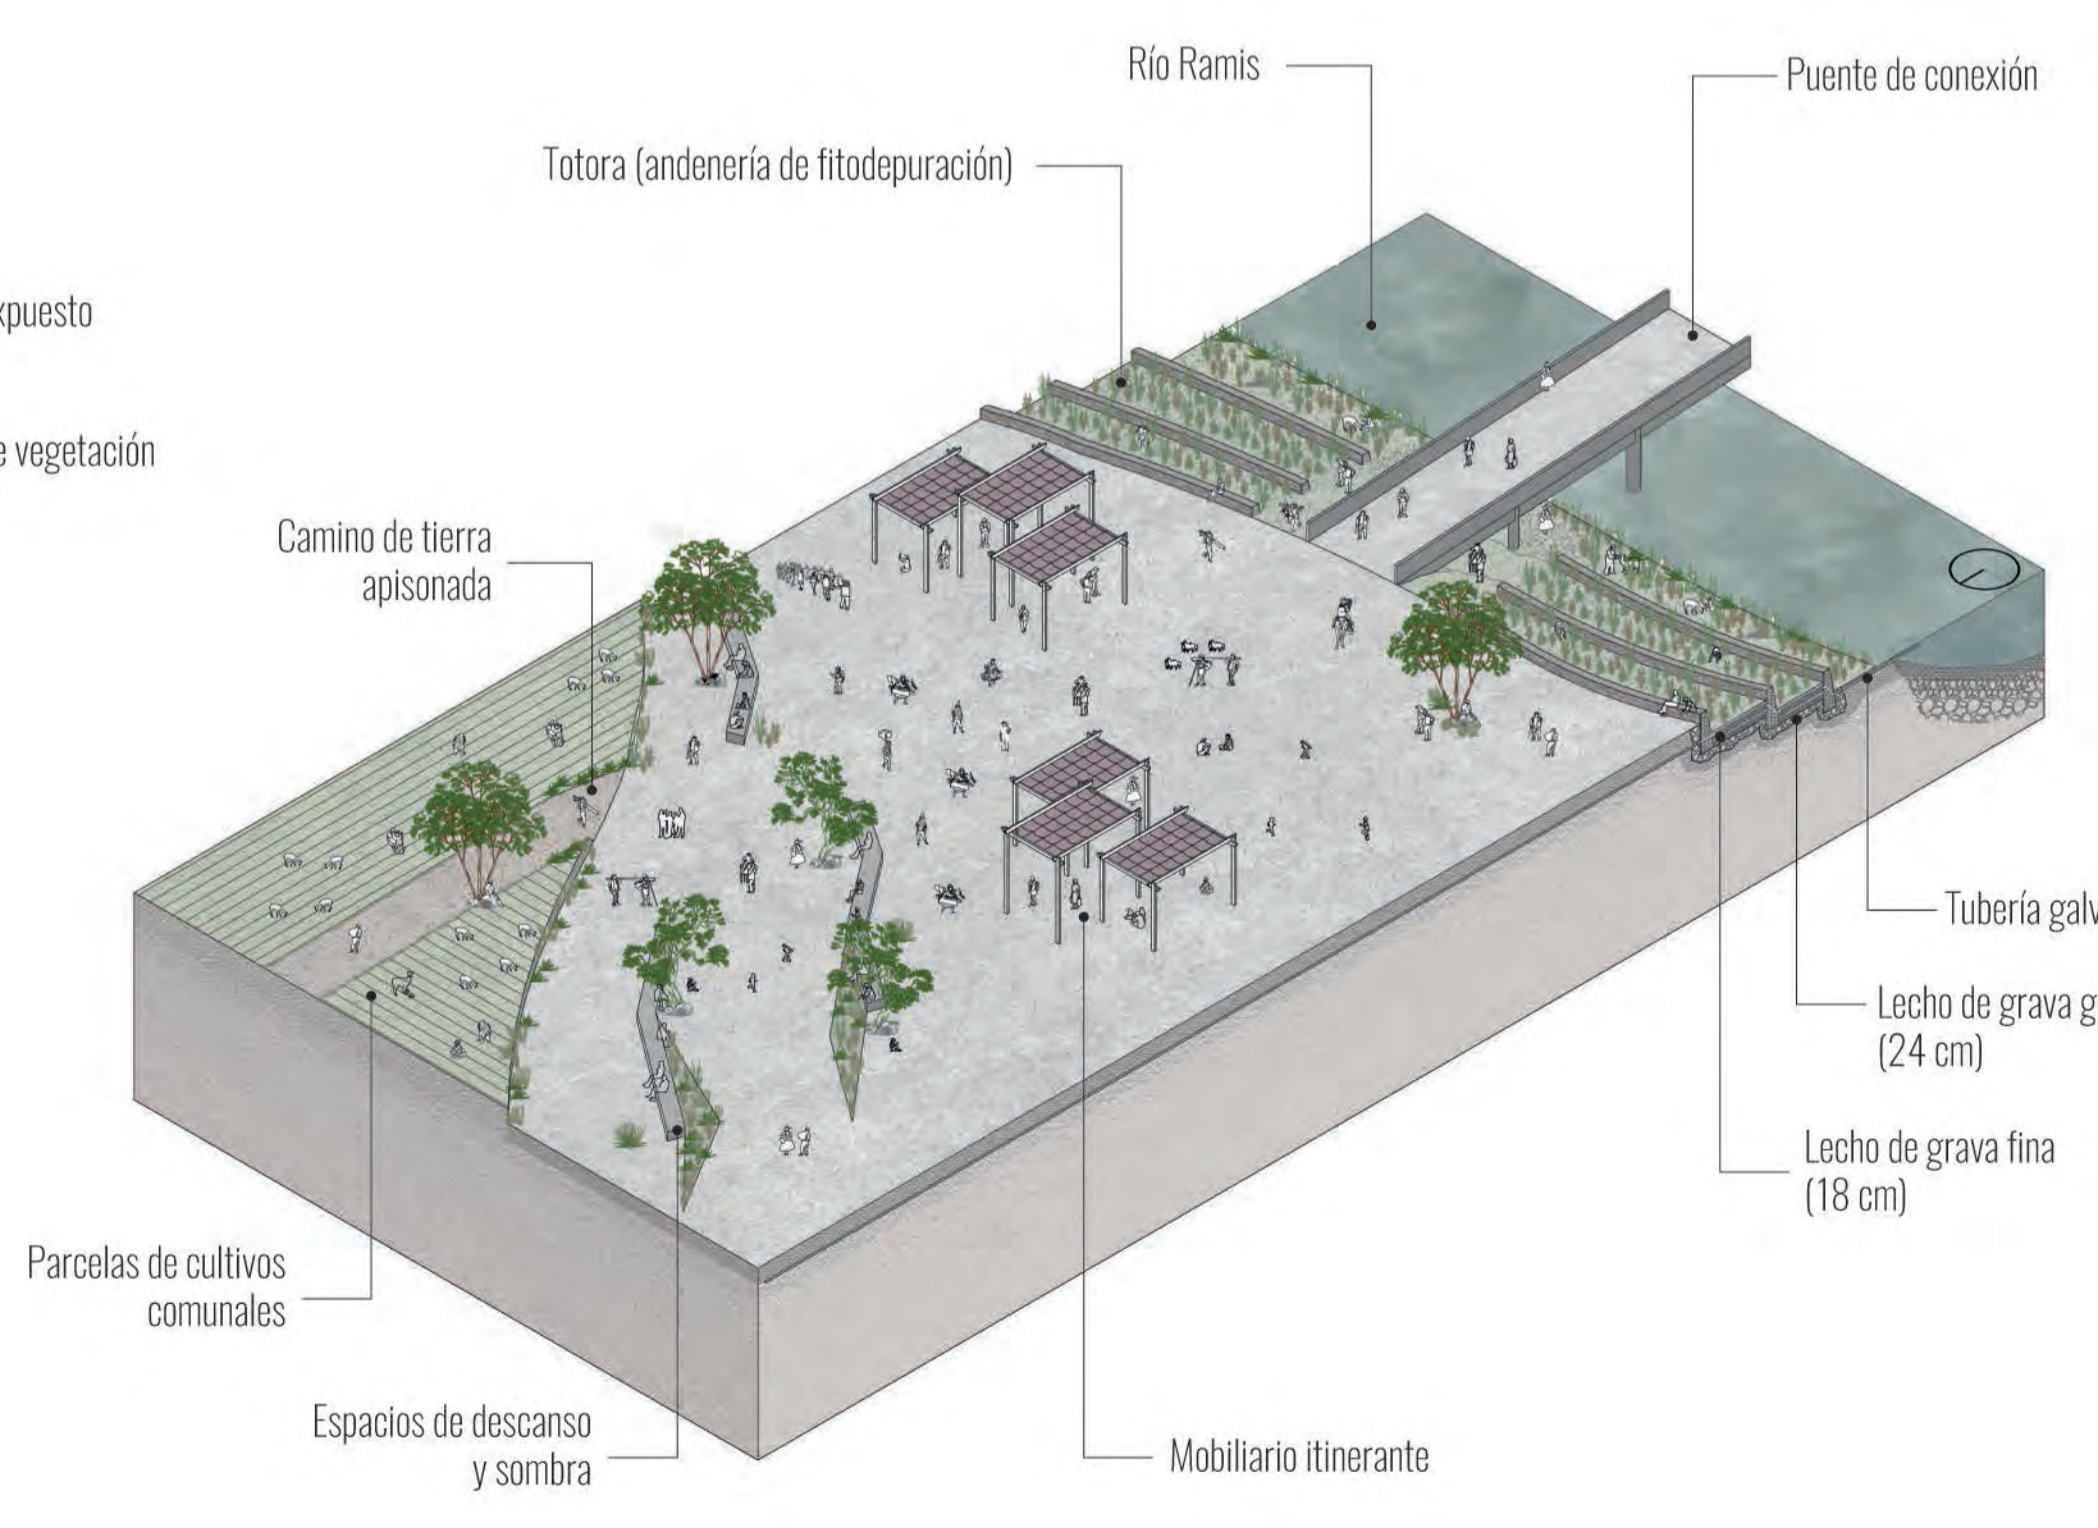 Río Ramis
Puente de conexión
Totora (andenería de fitodepuración)
xpuesto
e vegetación
Camino de tierra
apisonada
Tubería galv
Lecho de grava g
(24 cm)
Lecho de grava fina
(18 cm)
Parcelas de cultivos
comunales
Espacios de descanso
y sombra
Mobiliario itinerante